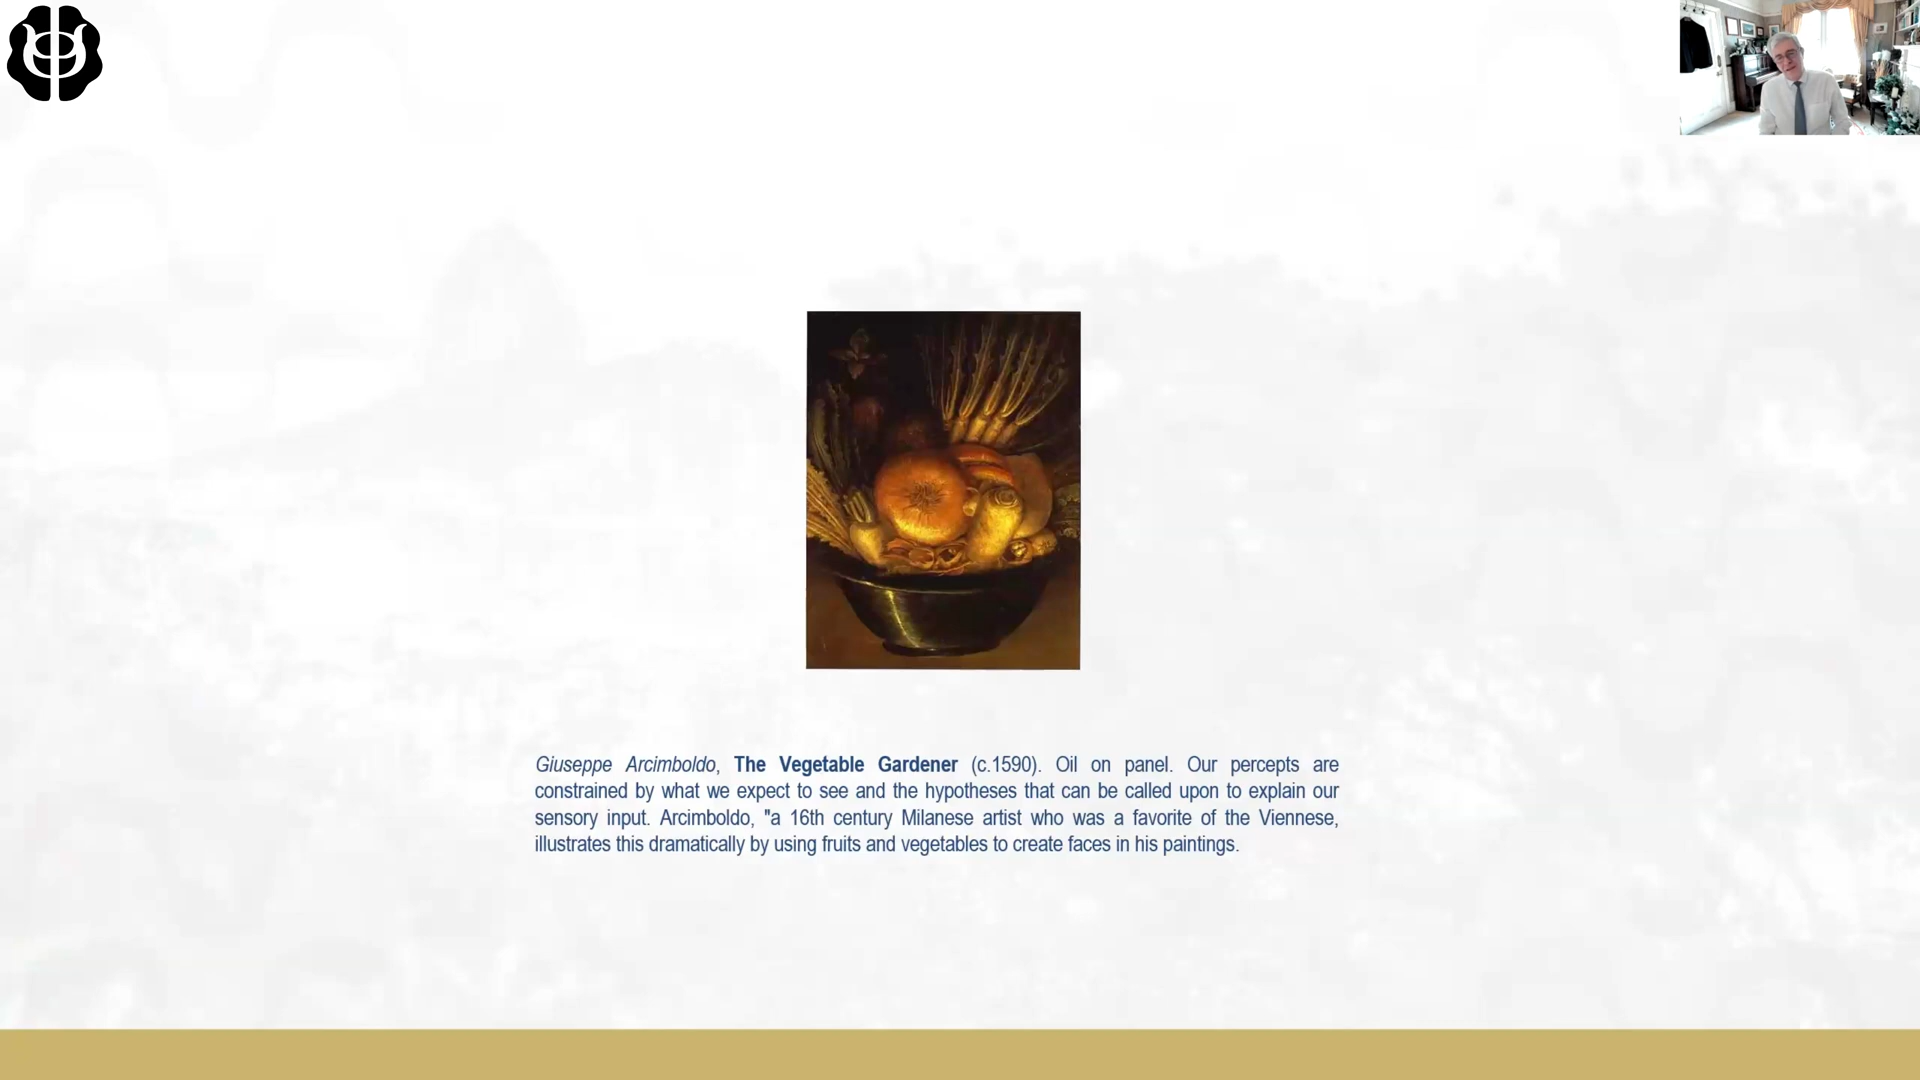 Giuseppe Arcimboldo, The Vegetable Gardener (c.1590). Oil on panel. Our percepts are
constrained by what we expect to see and the hypotheses that can be called upon to explain our
sensory input. Arcimboldo, "a 16th century Milanese artist who was a favorite of the Viennese,
illustrates this dramatically by using fruits and vegetables to create faces in his paintings.